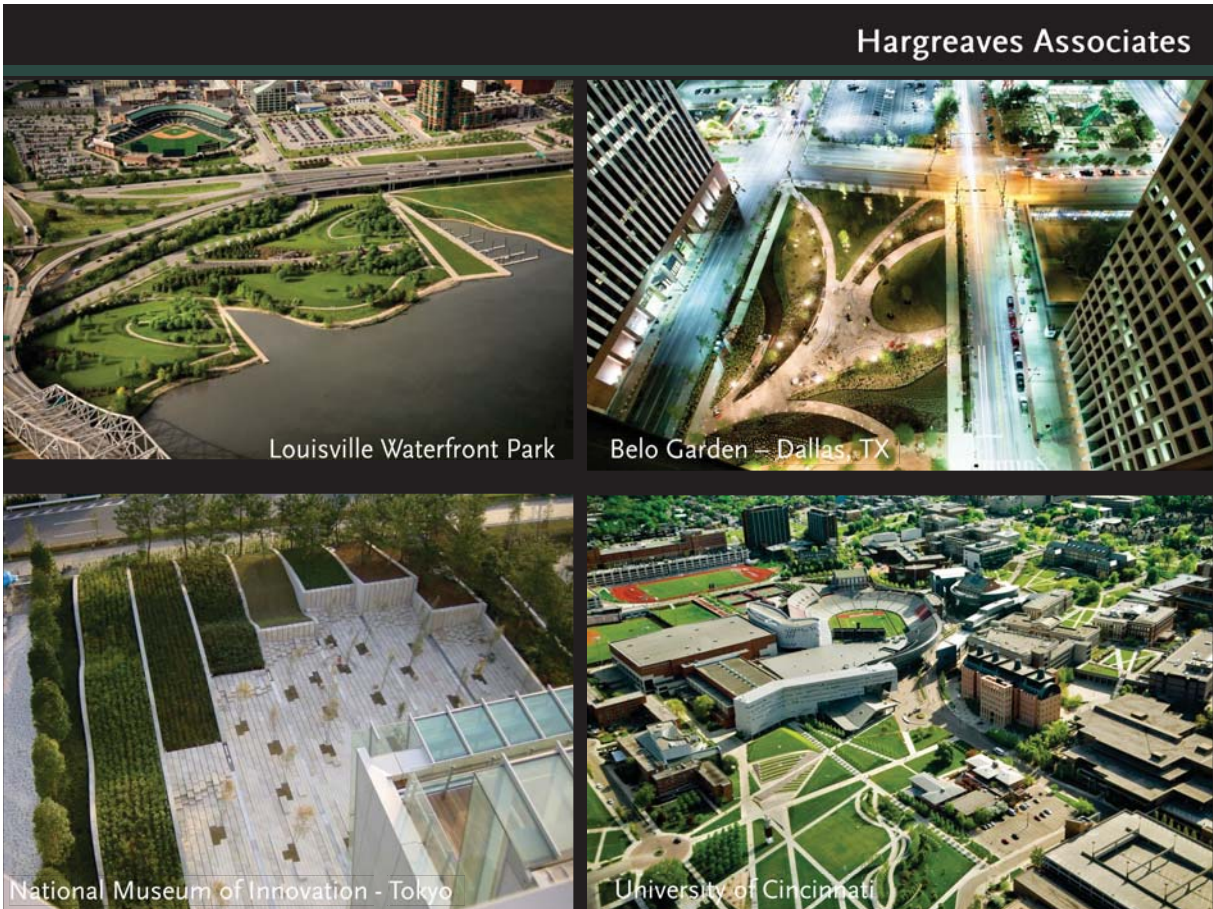 Hargreaves Associates
Louisville Waterfront Park
Belo Garden – Dallas, TX
National Museum of Innovation - Tokyo
University of Cincinnati